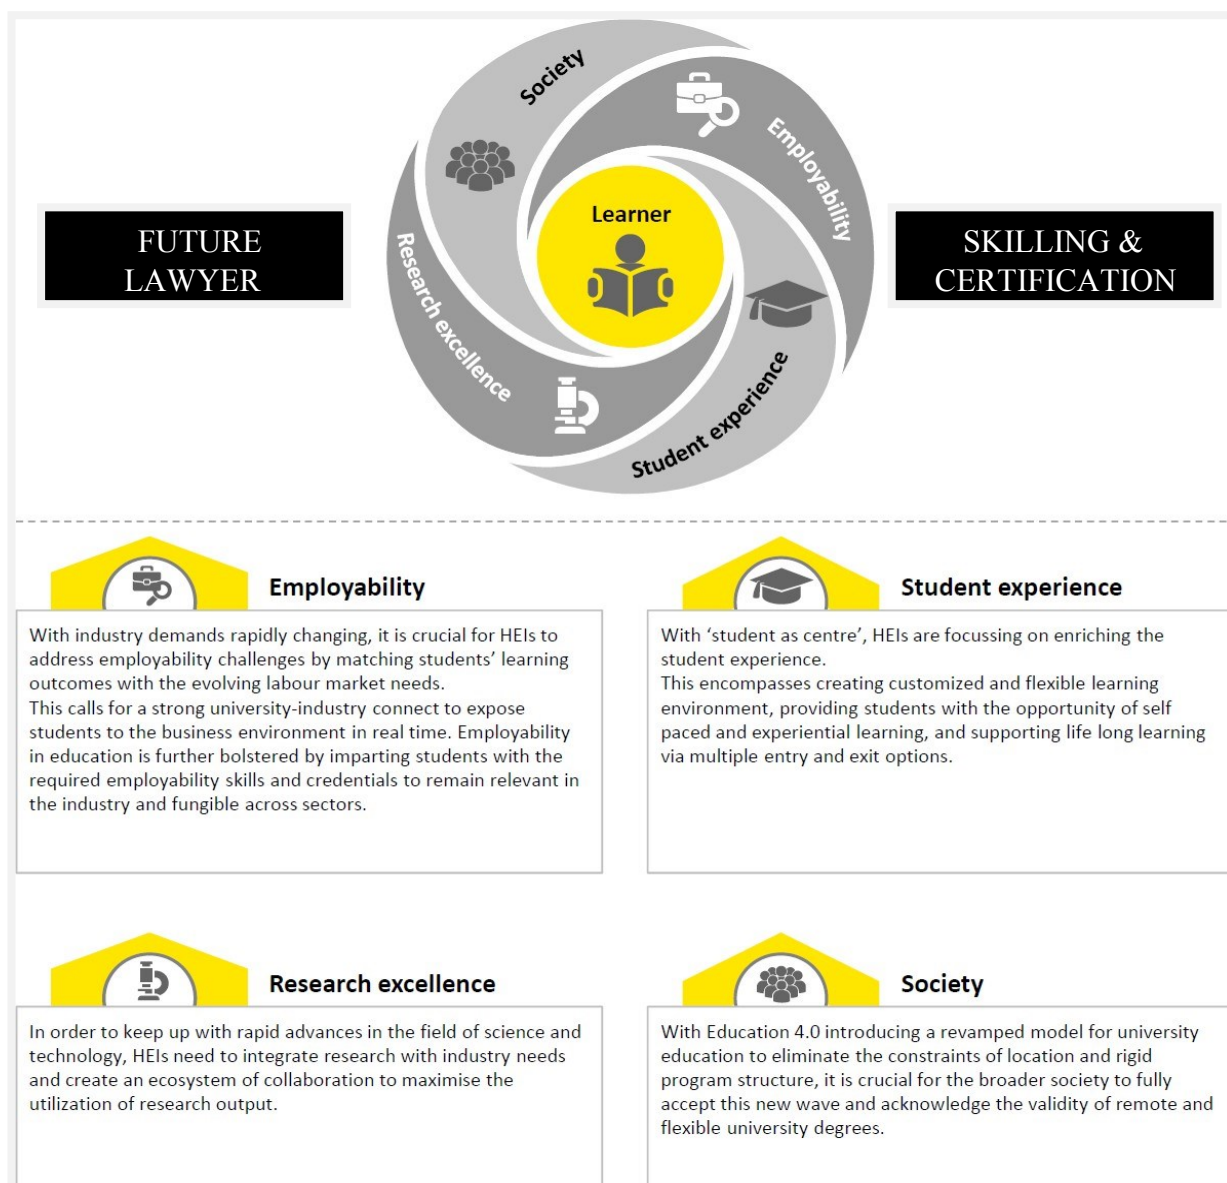 Society
Employability
FUTURE
LAWYER
Learner
SKILLING &
CERTIFICATION
Research excellence
Student experience
Employability
With industry demands rapidly changing, it is crucial for HEIs to
address employability challenges by matching students’ learning
outcomes with the evolving labour market needs.
This calls for a strong university-industry connect to expose
students to the business environment in real time. Employability
in education is further bolstered by imparting students with the
required employability skills and credentials to remain relevant in
the industry and fungible across sectors.
Student experience
With ‘student as centre’, HEIs are focussing on enriching the
student experience.
This encompasses creating customized and flexible learning
environment, providing students with the opportunity of self
paced and experiential learning, and supporting life long learning
via multiple entry and exit options.
Research excellence
In order to keep up with rapid advances in the field of science and
technology, HEIs need to integrate research with industry needs
and create an ecosystem of collaboration to maximise the
utilization of research output.
Society
With Education 4.0 introducing a revamped model for university
education to eliminate the constraints of location and rigid
program structure, it is crucial for the broader society to fully
accept this new wave and acknowledge the validity of remote and
flexible university degrees.